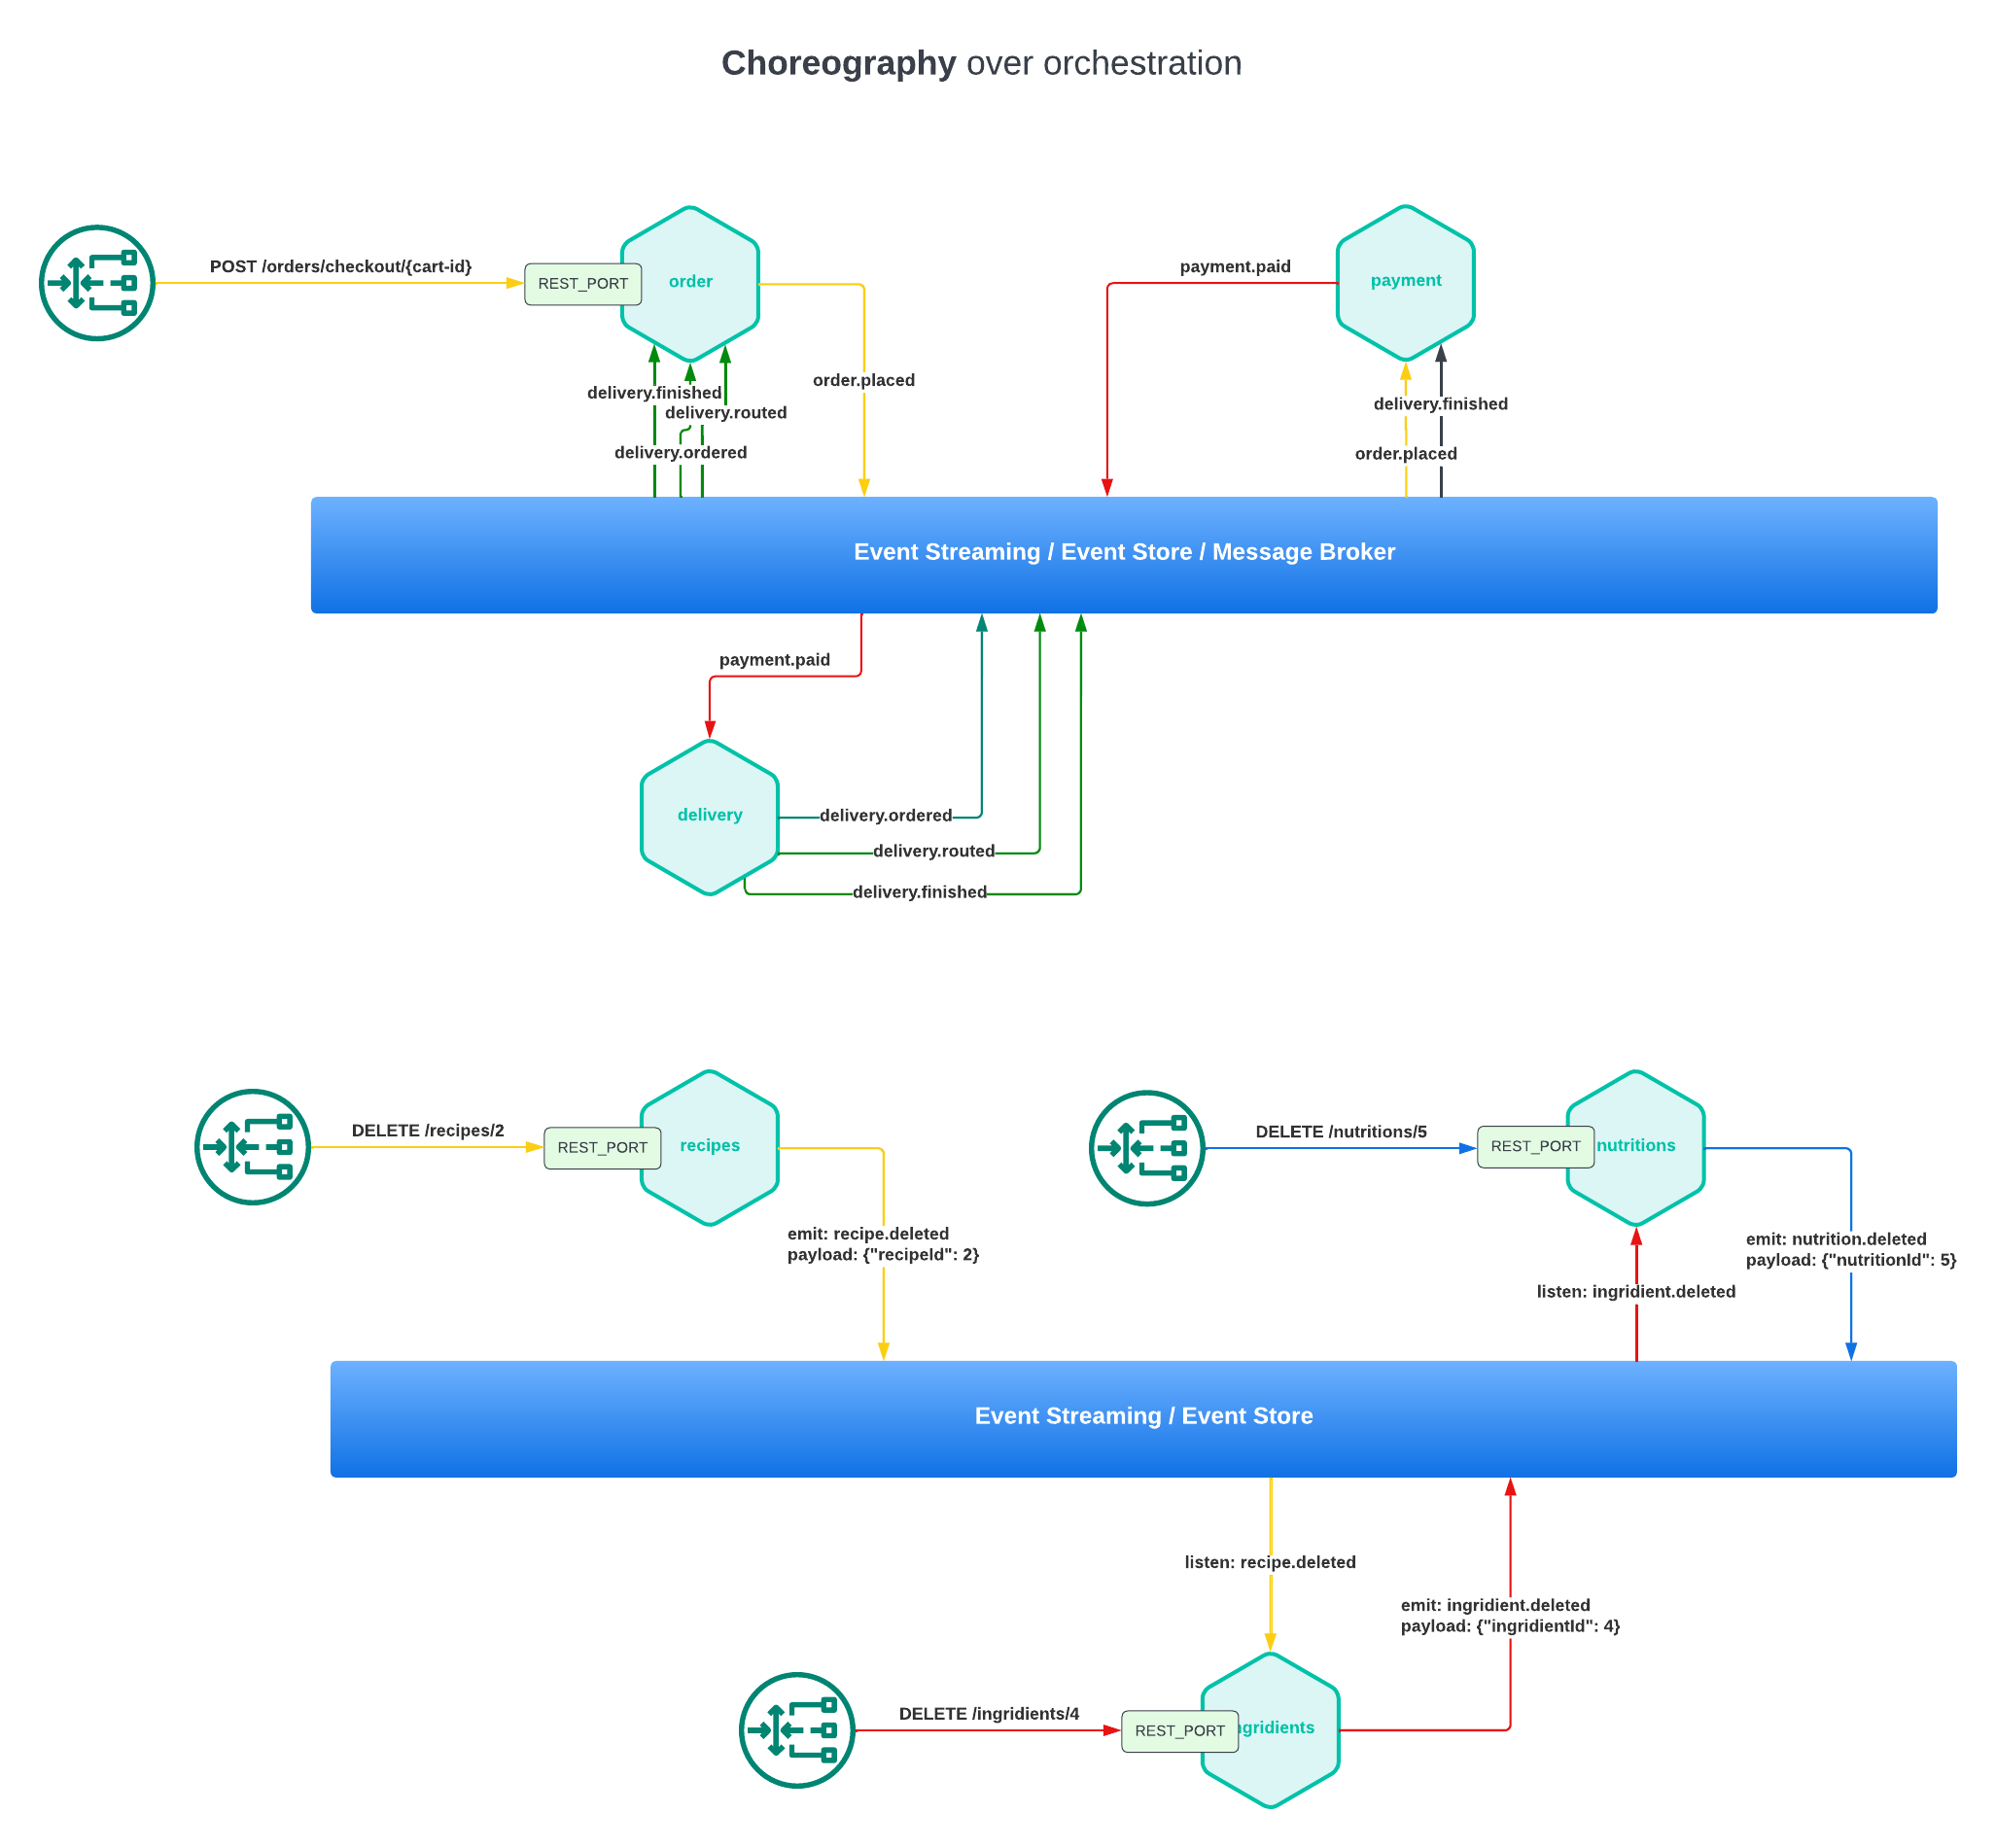 Choreography over orchestration
POST /orders/checkout/{cart-id}
REST_PORT
order
payment.paid
payment
delivery.finished
delivery.routed
delivery.ordered
order.placed
delivery.finished
order.placed
Event Streaming / Event Store / Message Broker
payment.paid
delivery
delivery.ordered
delivery.routed
delivery.finished
DELETE /recipes/2
REST_PORT
recipes
DELETE /nutritions/5
REST_PORT
nutritions
emit: recipe.deleted
payload: {"recipeId": 2}
emit: nutrition.deleted
payload: {"nutritionId": 5}
listen: ingridient.deleted
Event Streaming / Event Store
listen: recipe.deleted
emit: ingridient.deleted
payload: {"ingridientId": 4}
DELETE /ingridients/4
REST_PORT
ngridients